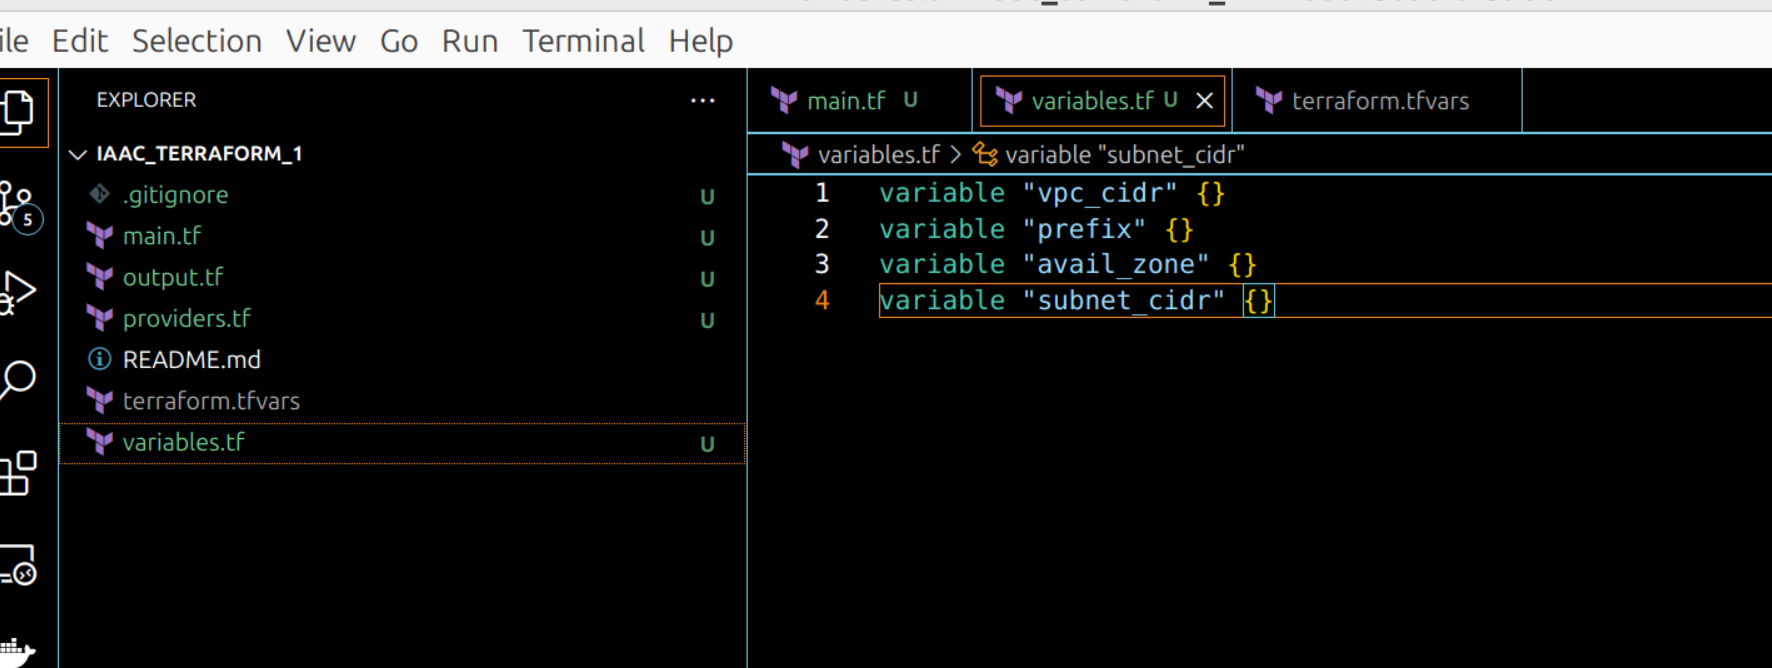 Edit Selection View Go Run Terminal Help
EXPLORER ...
main.tf U
variables.tf U
terraform.tfvars
IAAC_TERRAFORM_1
variables.tf > variable "subnet_cidr"
.gitignore U
main.tf U
output.tf U
providers.tf U
README.md
terraform.tfvars
variables.tf U
5
1 variable "vpc_cidr" {}
2 variable "prefix" {}
3 variable "avail_zone" {}
4 variable "subnet_cidr" {}